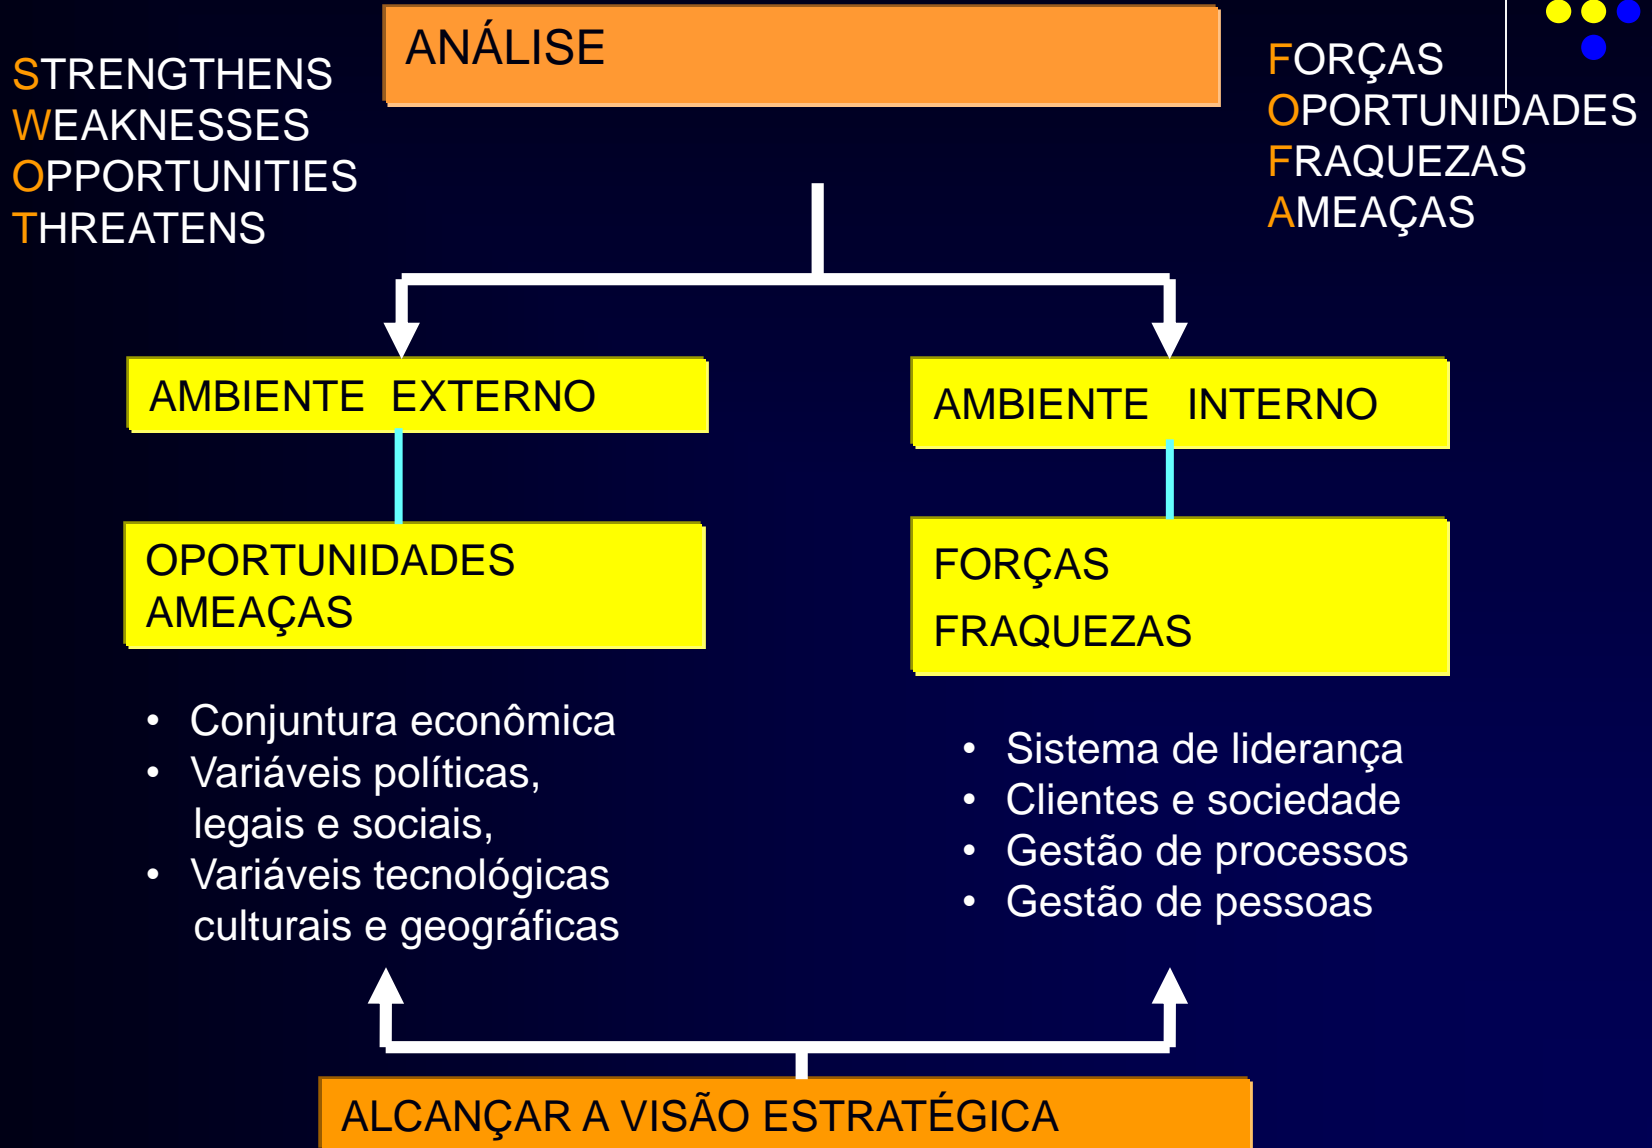 ANÁLISE
STRENGTHENS
WEAKNESSES
OPPORTUNITIES
THREATENS
FORÇAS
OPORTUNIDADES
FRAQUEZAS
AMEAÇAS
AMBIENTE EXTERNO
OPORTUNIDADES
AMEAÇAS
• Conjuntura econômica
• Variáveis políticas,
legais e sociais,
• Variáveis tecnológicas
culturais e geográficas
AMBIENTE INTERNO
FORÇAS
FRAQUEZAS
• Sistema de liderança
• Clientes e sociedade
• Gestão de processos
• Gestão de pessoas
ALCANÇAR A VISÃO ESTRATÉGICA